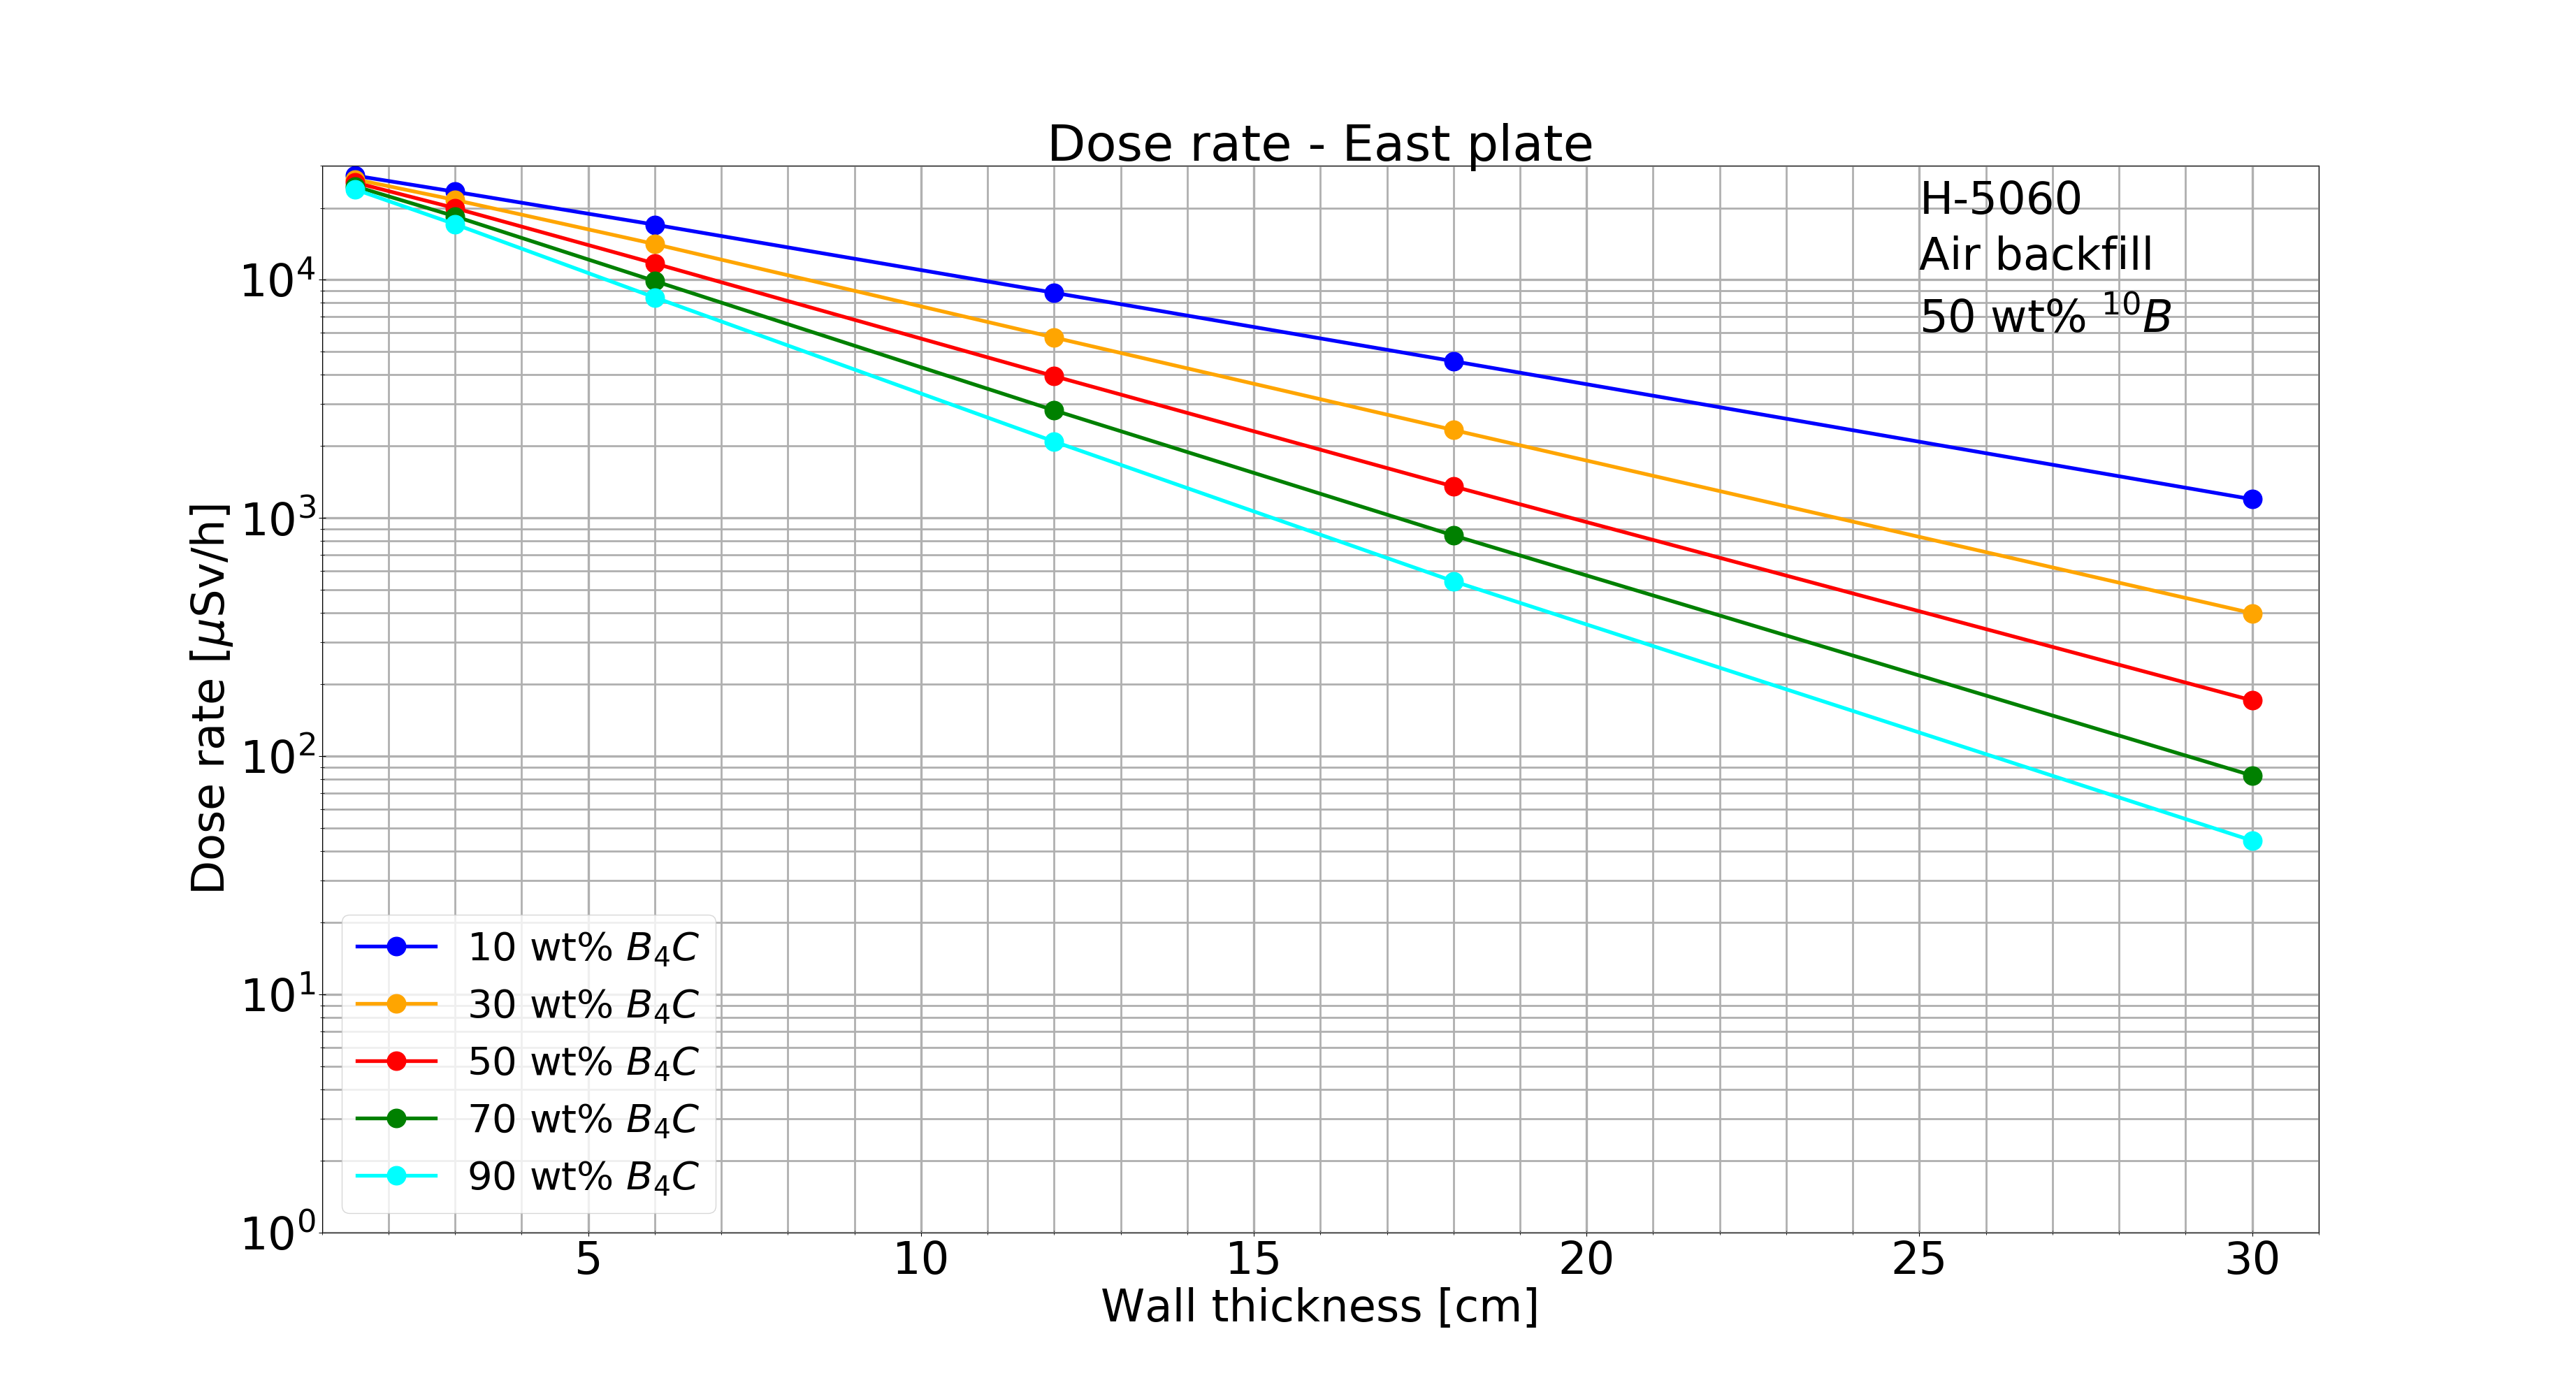 Dose rate - East plate
H-5060
Air backfill
50 wt% ¹⁰B
Dose rate [μSv/h]
10⁴
10³
10²
10¹
10⁰
10 wt% B₄C
30 wt% B₄C
50 wt% B₄C
70 wt% B₄C
90 wt% B₄C
5 10 15 20 25 30
Wall thickness [cm]